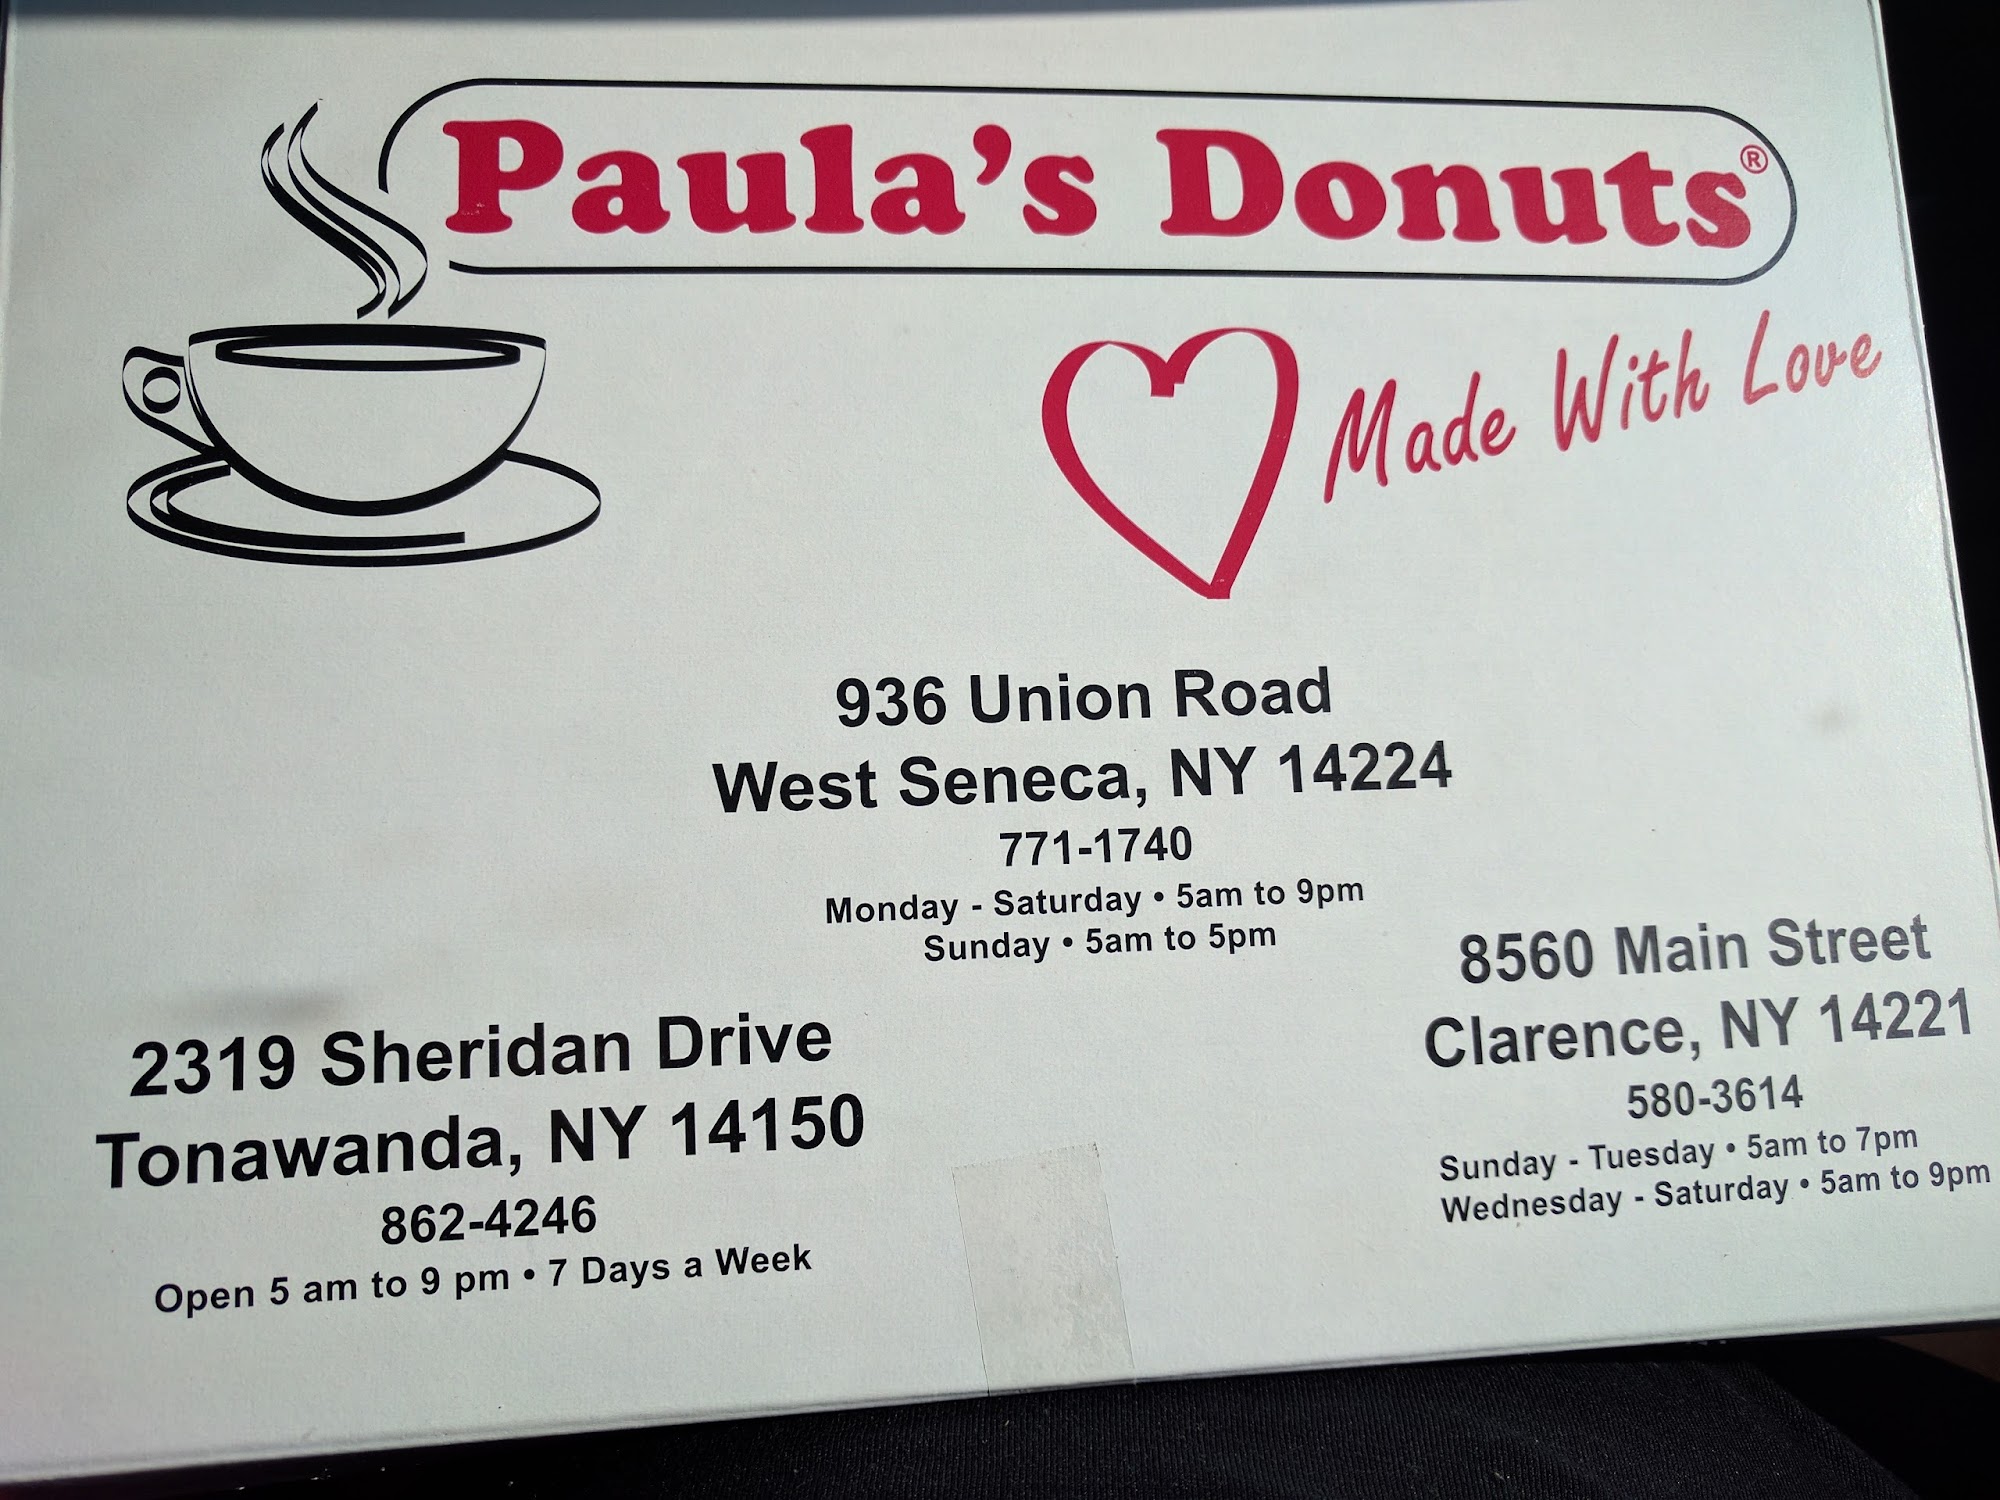 Paula's Donuts®
Made With Love
936 Union Road
West Seneca, NY 14224
771-1740
Monday - Saturday • 5am to 9pm
Sunday • 5am to 5pm
2319 Sheridan Drive
Tonawanda, NY 14150
862-4246
Open 5 am to 9 pm • 7 Days a Week
8560 Main Street
Clarence, NY 14221
580-3614
Sunday - Tuesday • 5am to 7pm
Wednesday - Saturday • 5am to 9pm